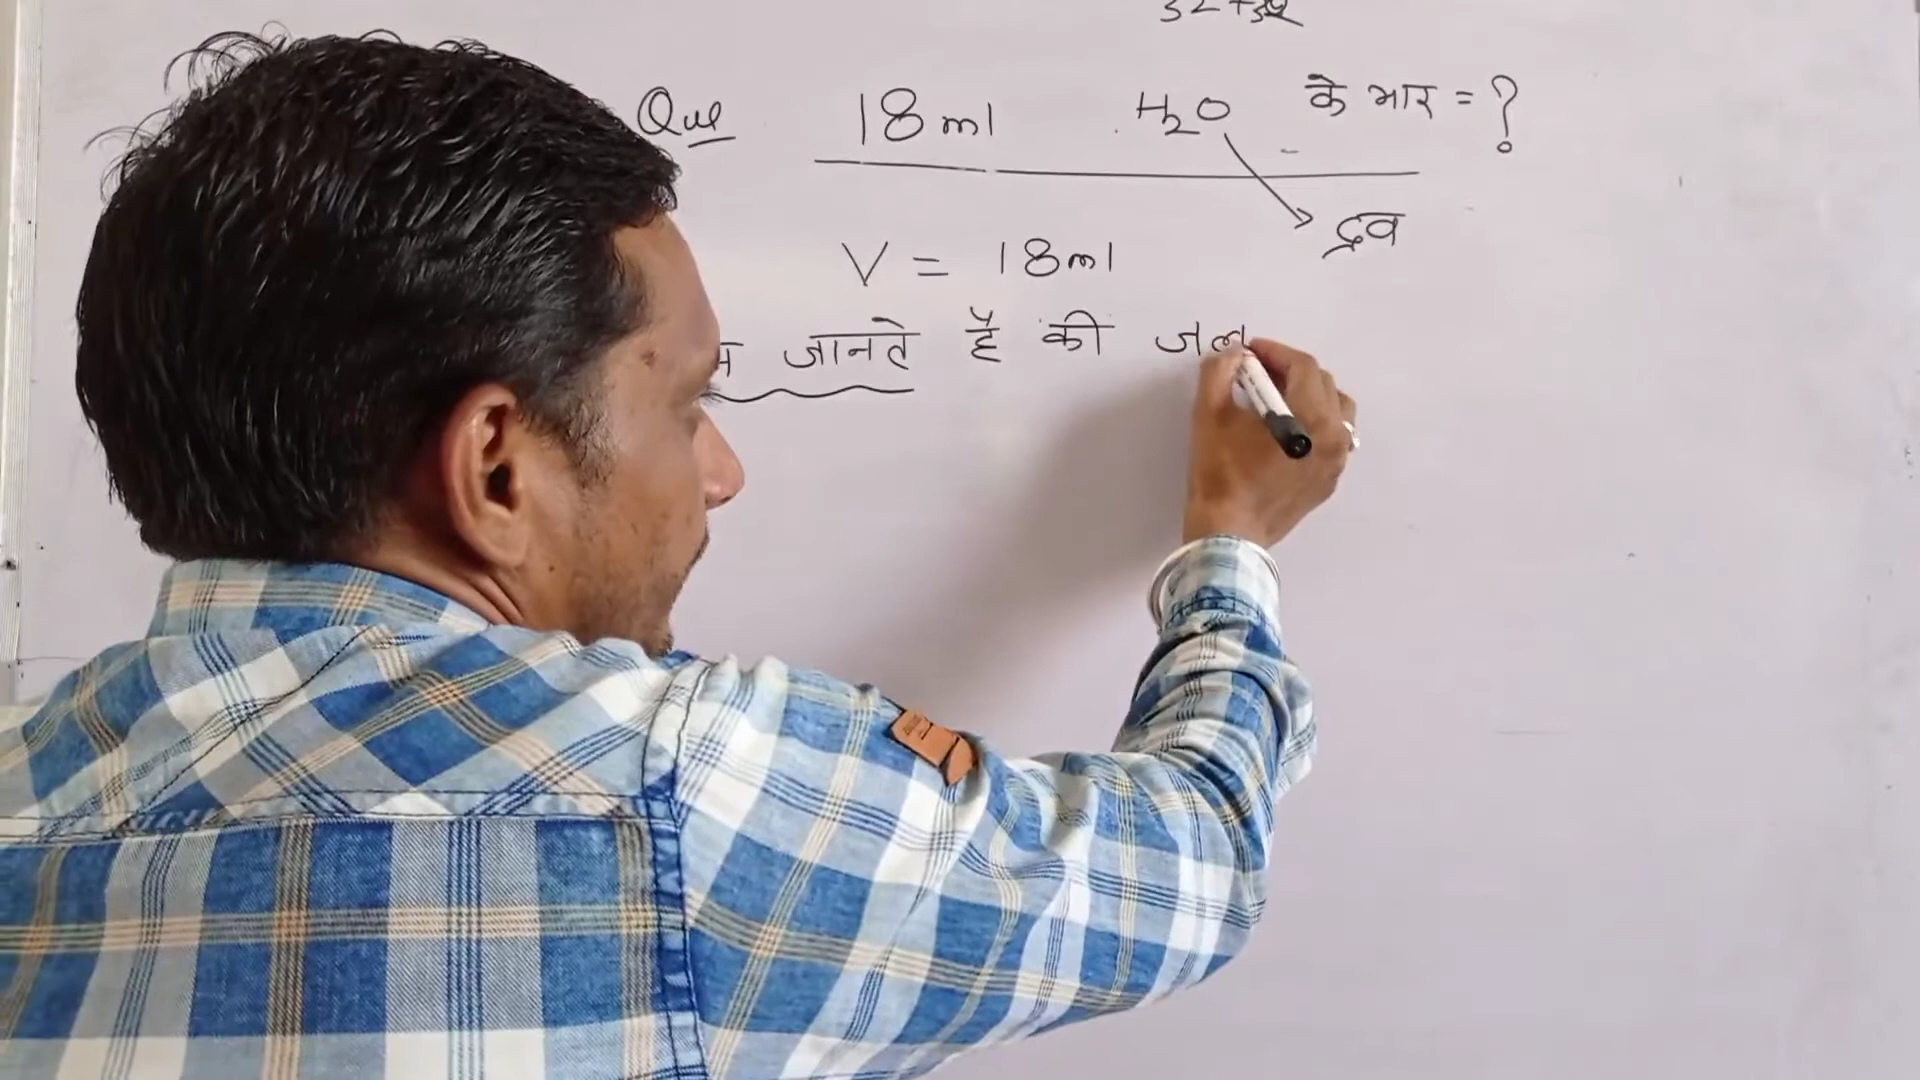 Que 18ml H2O के भार = ?
द्रव
V = 18ml
जानते है की जल